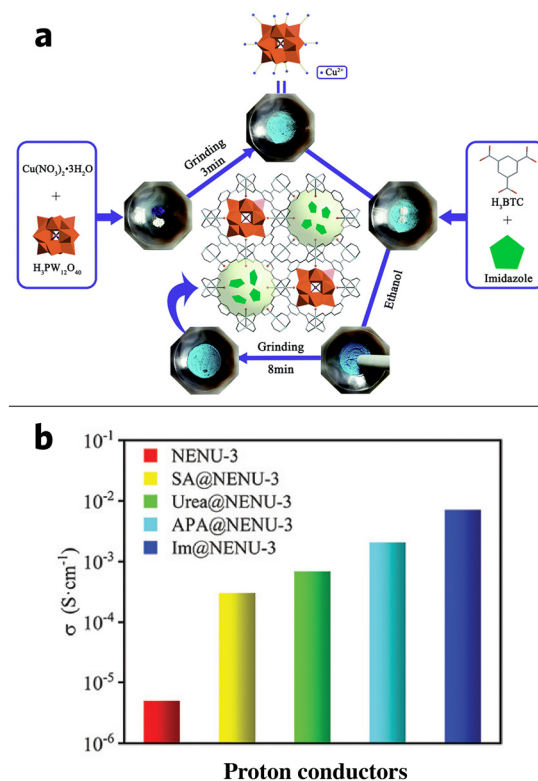 a
• Cu²⁺
Grinding
3min
Cu(NO₃)₂•3H₂O
+
H₃PW₁₂O₄₀
H₃BTC
+
Imidazole
Ethanol
Grinding
8min
b
10⁻¹
10⁻²
10⁻³
10⁻⁴
10⁻⁵
10⁻⁶
σ (S·cm⁻¹)
NENU-3
SA@NENU-3
Urea@NENU-3
APA@NENU-3
Im@NENU-3
Proton conductors